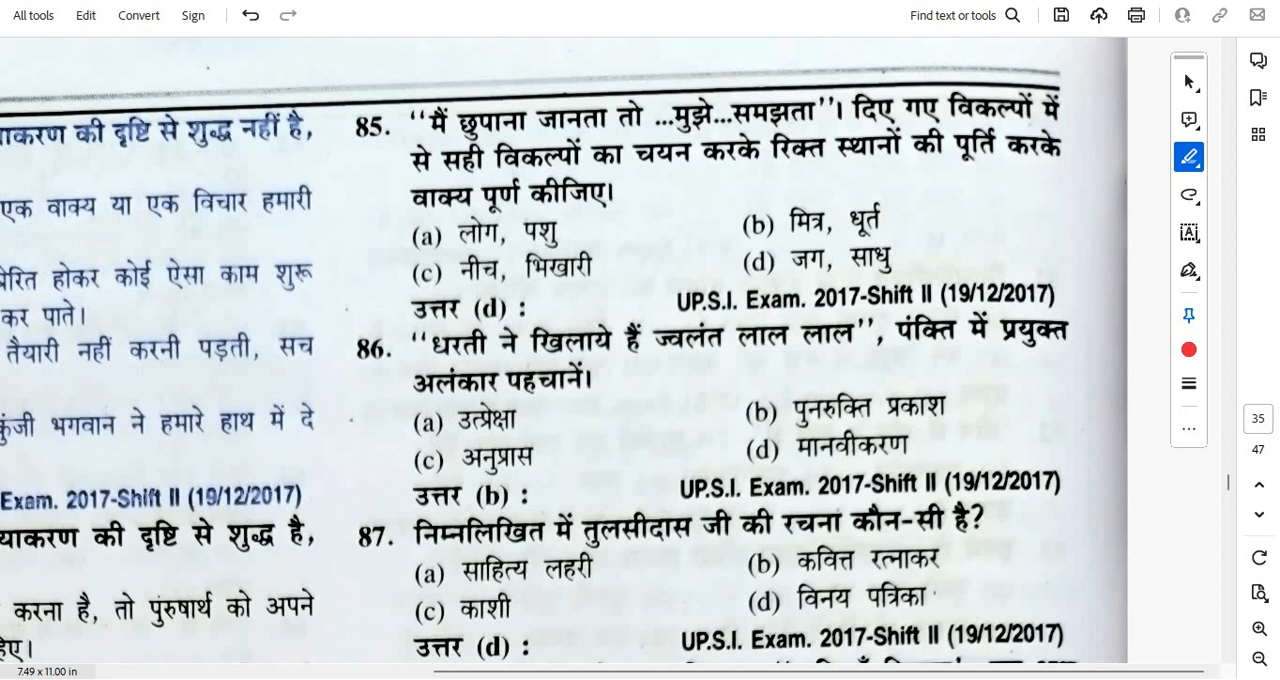 All tools Edit Convert Sign Find text or tools
याकरण की दृष्टि से शुद्ध नहीं है,
एक वाक्य या एक विचार हमारी
प्रेरित होकर कोई ऐसा काम शुरू
कर पाते।
तैयारी नहीं करनी पड़ती, सच
कुंजी भगवान ने हमारे हाथ में दे
Exam. 2017-Shift II (19/12/2017)
याकरण की दृष्टि से शुद्ध है,
करना है, तो पुरुषार्थ को अपने
85. ‘‘मैं छुपाना जानता तो ...मुझे...समझता’’। दिए गए विकल्पों में
से सही विकल्पों का चयन करके रिक्त स्थानों की पूर्ति करके
वाक्य पूर्ण कीजिए।
(a) लोग, पशु (b) मित्र, धूर्त
(c) नीच, भिखारी (d) जग, साधु
उत्तर (d) : UP.S.I. Exam. 2017-Shift II (19/12/2017)
86. ‘‘धरती ने खिलाये हैं ज्वलंत लाल लाल’’, पंक्ति में प्रयुक्त
अलंकार पहचानें।
(a) उत्प्रेक्षा (b) पुनरुक्ति प्रकाश
(c) अनुप्रास (d) मानवीकरण
उत्तर (b) : UP.S.I. Exam. 2017-Shift II (19/12/2017)
87. निम्नलिखित में तुलसीदास जी की रचना कौन-सी है?
(a) साहित्य लहरी (b) कवित्त रत्नाकर
(c) काशी (d) विनय पत्रिका
उत्तर (d) : UP.S.I. Exam. 2017-Shift II (19/12/2017)
35
47
7.49 x 11.00 in